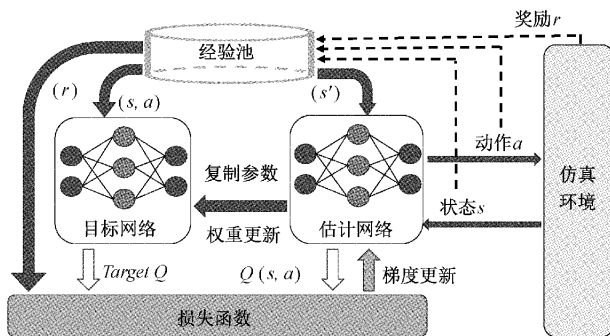 奖励r
经验池
(r)
(s, a)
(s′)
动作a
仿真
环境
复制参数
状态s
目标网络
权重更新
估计网络
Target Q
Q (s, a)
梯度更新
损失函数